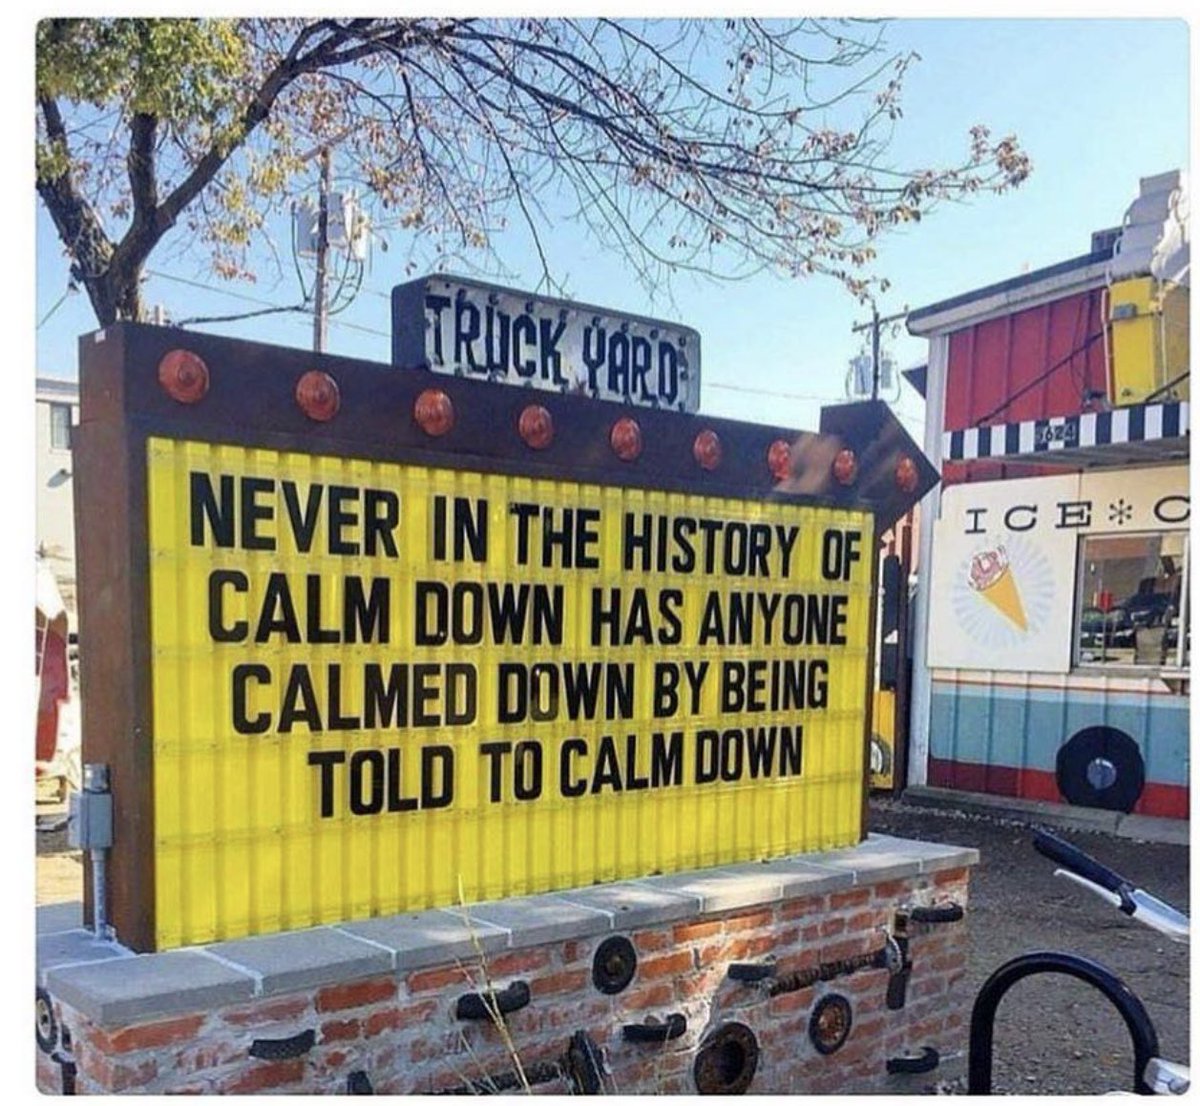 TRUCK YARD
NEVER IN THE HISTORY OF
CALM DOWN HAS ANYONE
CALMED DOWN BY BEING
TOLD TO CALM DOWN
5624
ICE * C